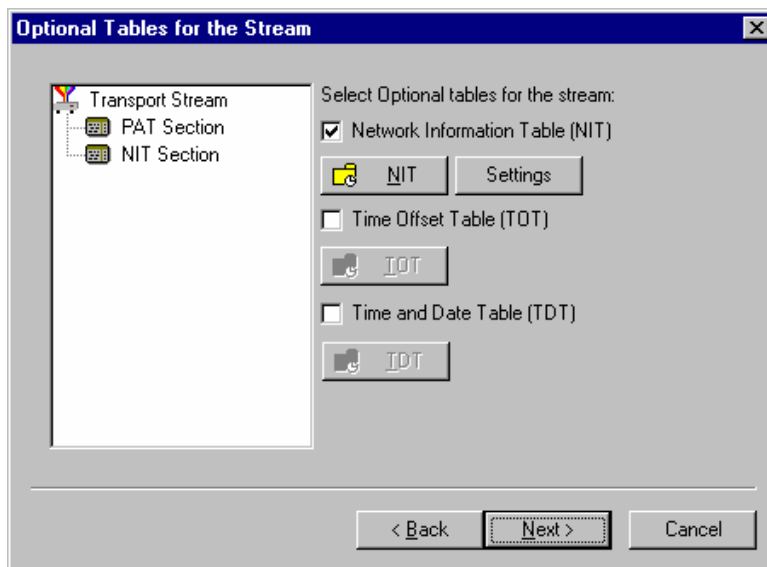 Optional Tables for the Stream
Transport Stream
PAT Section
NIT Section
Select Optional tables for the stream:
Network Information Table (NIT)
NIT
Settings
Time Offset Table (TOT)
TOT
Time and Date Table (TDT)
TDT
< Back
Next >
Cancel